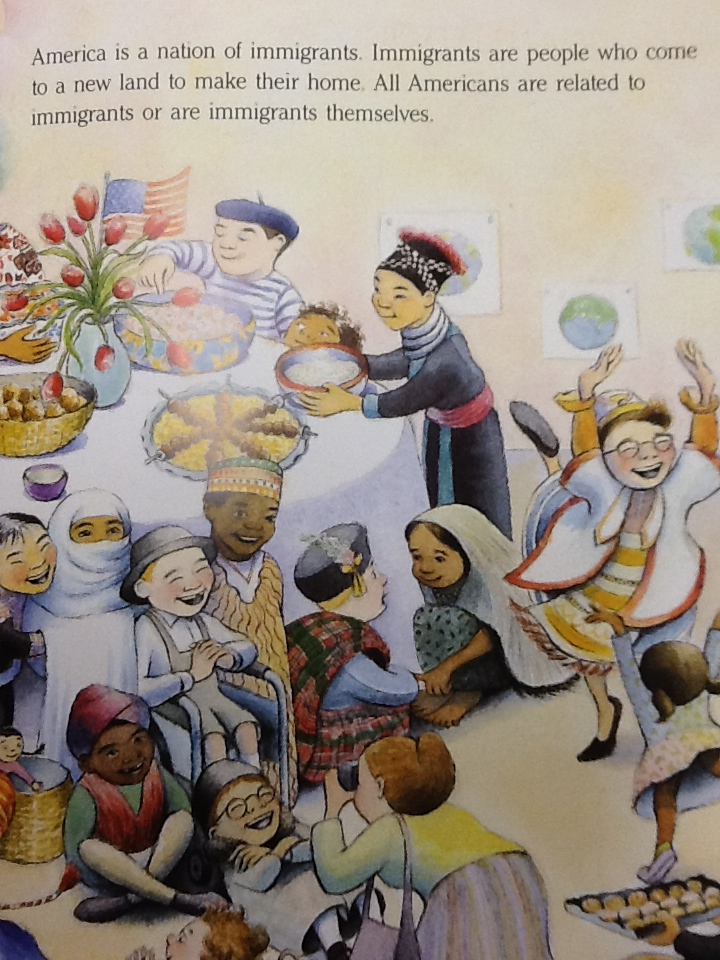 America is a nation of immigrants. Immigrants are people who come
to a new land to make their home. All Americans are related to
immigrants or are immigrants themselves.